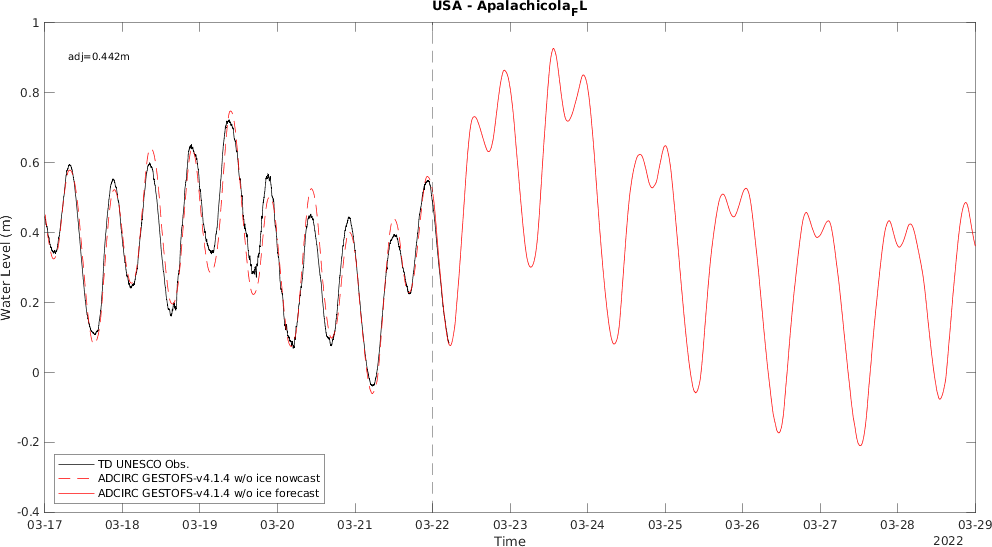 USA - Apalachicola_FL
1
adj=0.442m
0.8
0.6
0.4
0.2
0
-0.2
-0.4
Water Level (m)
TD UNESCO Obs.
ADCIRC GESTOFS-v4.1.4 w/o ice nowcast
ADCIRC GESTOFS-v4.1.4 w/o ice forecast
03-17 03-18 03-19 03-20 03-21 03-22 03-23 03-24 03-25 03-26 03-27 03-28 03-29
Time
2022